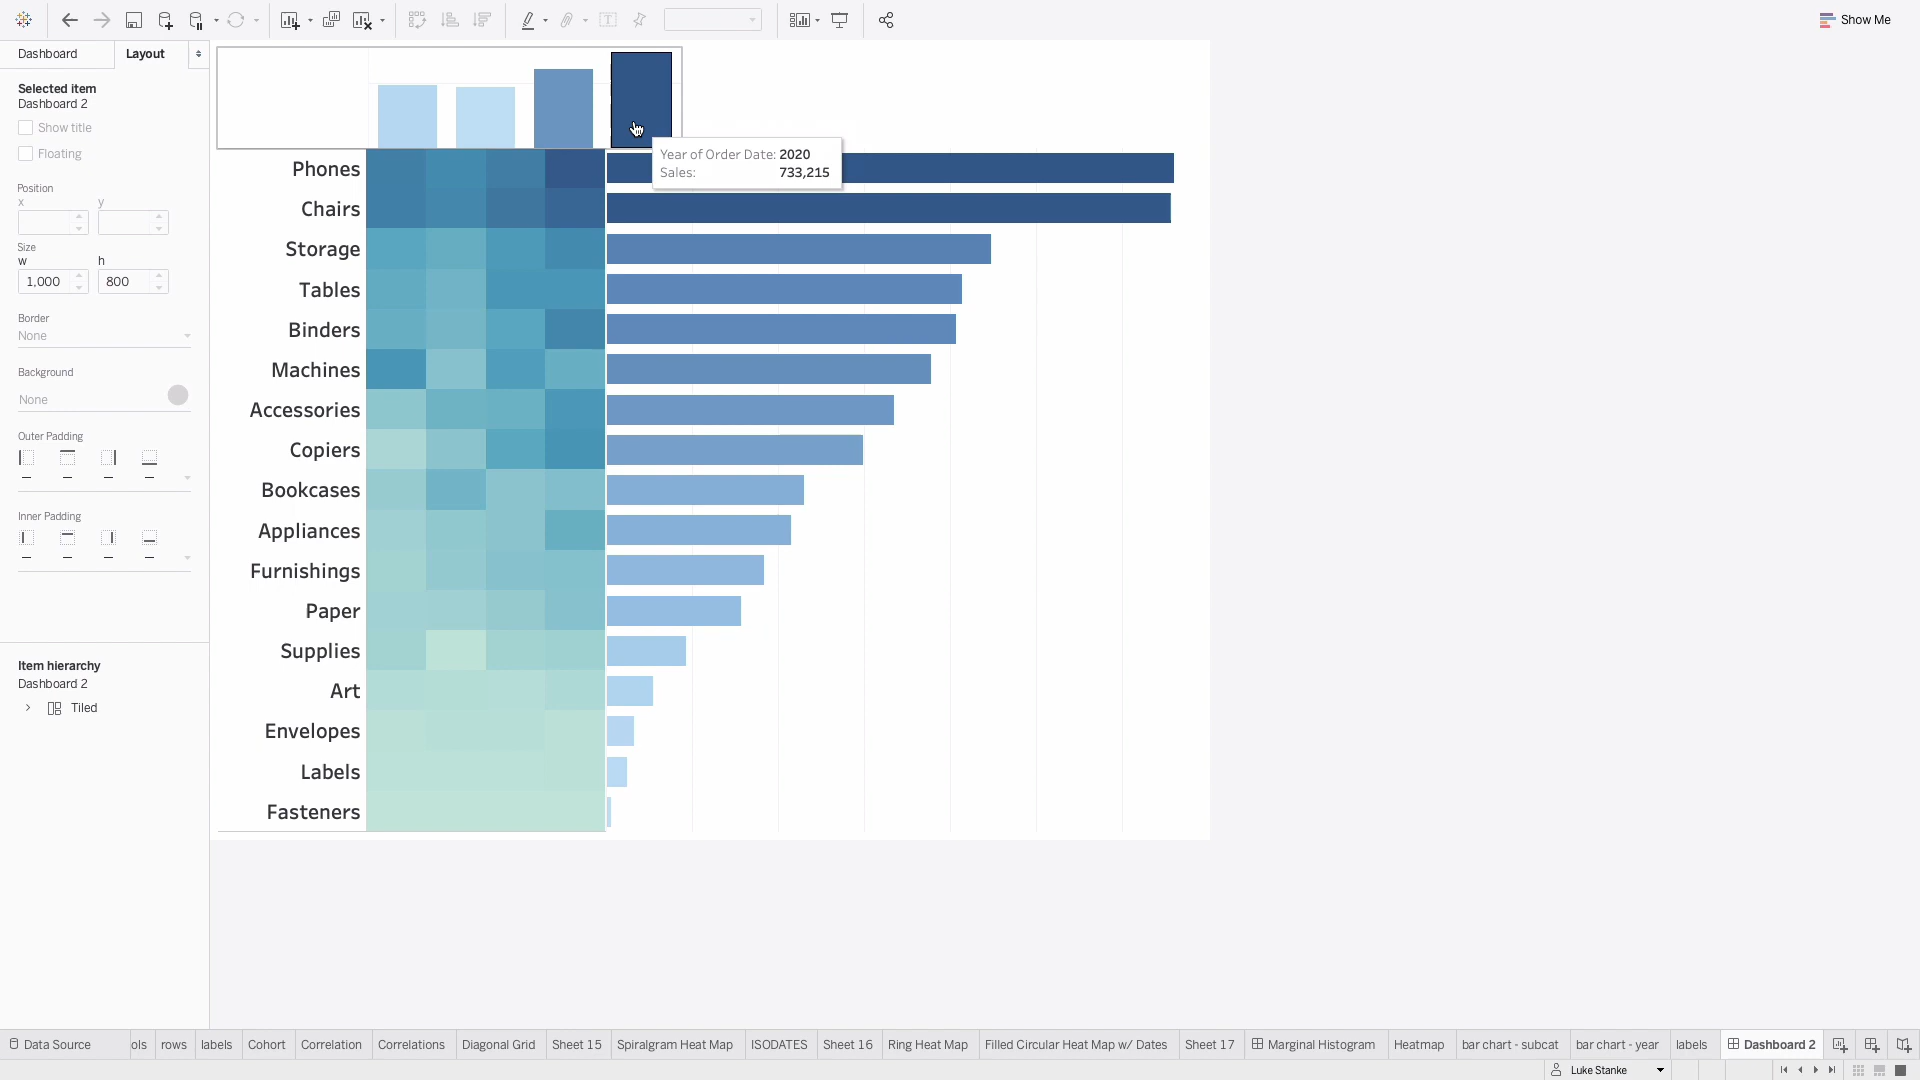 Show Me
Dashboard
Layout
Selected item
Dashboard 2
Show title
Floating
Position
x
y
Size
w
h
1,000
800
Border
None
Background
None
Outer Padding
Inner Padding
Item hierarchy
Dashboard 2
Tiled
Year of Order Date: 2020
Sales: 733,215
Phones
Chairs
Storage
Tables
Binders
Machines
Accessories
Copiers
Bookcases
Appliances
Furnishings
Paper
Supplies
Art
Envelopes
Labels
Fasteners
Data Source
ols
rows
labels
Cohort
Correlation
Correlations
Diagonal Grid
Sheet 15
Spiralgram Heat Map
ISODATES
Sheet 16
Ring Heat Map
Filled Circular Heat Map w/ Dates
Sheet 17
Marginal Histogram
Heatmap
bar chart - subcat
bar chart - year
labels
Dashboard 2
Luke Stanke